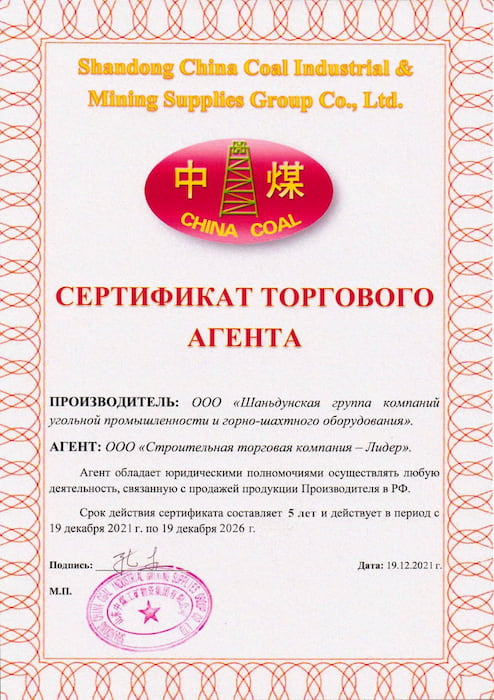 Shandong China Coal Industrial &
Mining Supplies Group Co., Ltd.
中 煤
CHINA COAL
СЕРТИФИКАТ ТОРГОВОГО
АГЕНТА
ПРОИЗВОДИТЕЛЬ: ООО «Шаньдунская группа компаний
угольной промышленности и горно-шахтного оборудования».
АГЕНТ: ООО «Строительная торговая компания – Лидер».
Агент обладает юридическими полномочиями осуществлять любую
деятельность, связанную с продажей продукции Производителя в РФ.
Срок действия сертификата составляет 5 лет и действует в период с
19 декабря 2021 г. по 19 декабря 2026 г.
Подпись:
Дата: 19.12.2021 г.
М.П.
SHANDONG CHINA COAL INDUSTRIAL & MINING SUPPLIES GROUP CO., LTD.